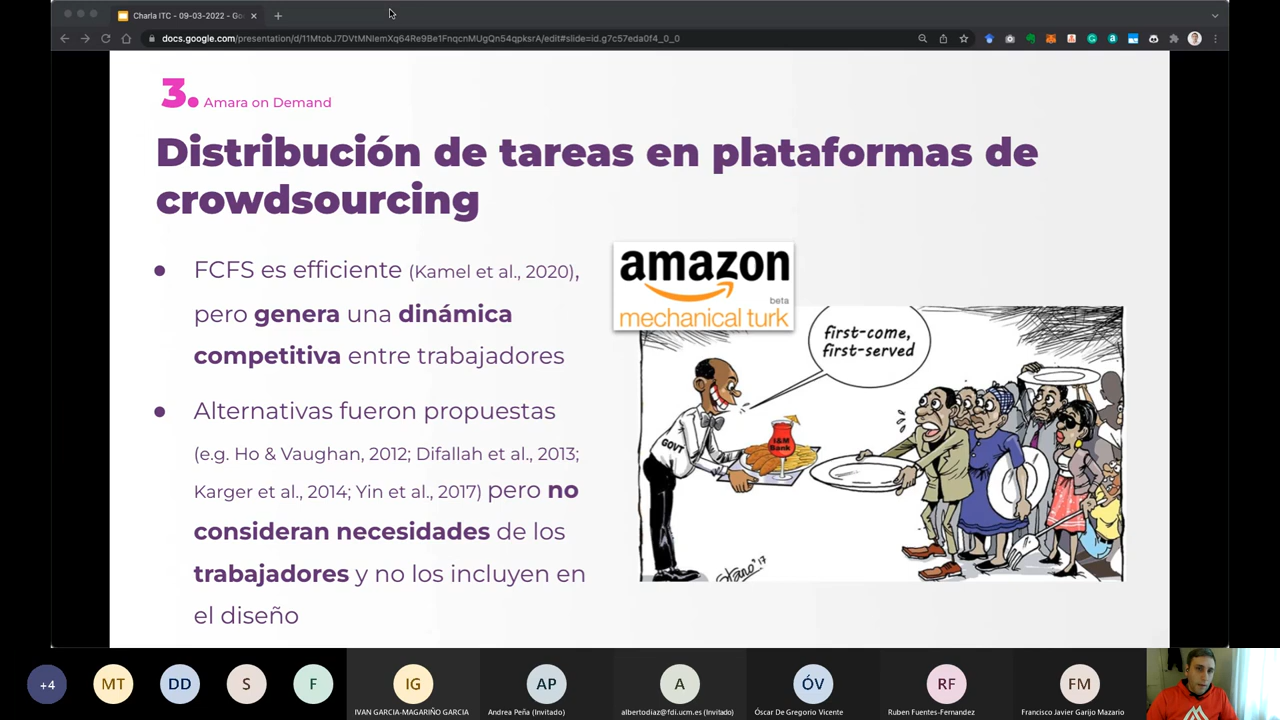 Charla ITC - 09-03-2022 - Go
docs.google.com/presentation/d/11MtobJ7DVtMNIemXq64Re9Be1FnqcnMUgQn54qpksrA/edit#slide=id.g7c57eda0f4_0_0
3. Amara on Demand
Distribución de tareas en plataformas de
crowdsourcing
● FCFS es efficiente (Kamel et al., 2020),
pero genera una dinámica
competitiva entre trabajadores
● Alternativas fueron propuestas
(e.g. Ho & Vaughan, 2012; Difallah et al., 2013;
Karger et al., 2014; Yin et al., 2017) pero no
consideran necesidades de los
trabajadores y no los incluyen en
el diseño
amazon
beta
mechanical turk
first-come,
first-served
GOVT
I&M
Bank
+4
MT
DD
S
F
IG
AP
A
ÓV
RF
FM
IVAN GARCIA-MAGARIÑO GARCIA
Andrea Peña (Invitado)
albertodiaz@fdi.ucm.es (Invitado)
Óscar De Gregorio Vicente
Ruben Fuentes-Fernandez
Francisco Javier Garijo Mazario